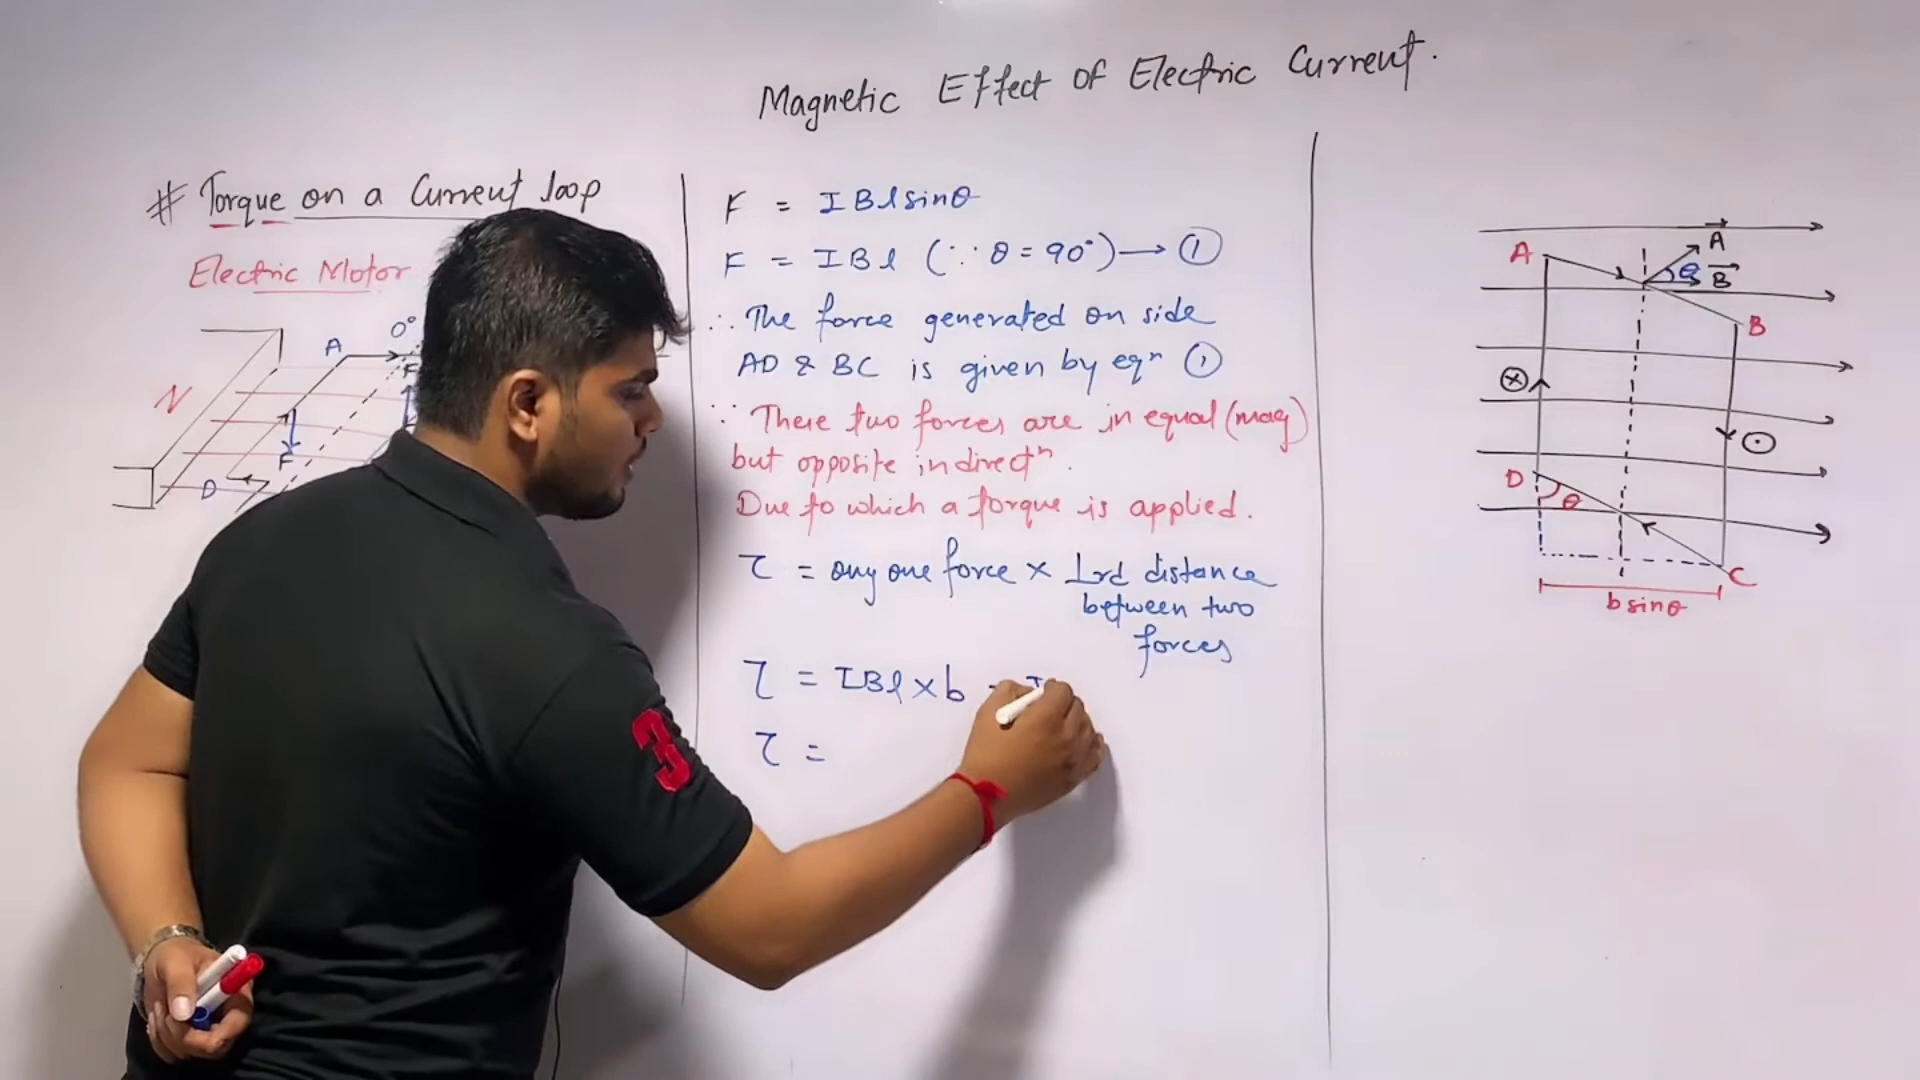 Magnetic Effect of Electric Current.
# Torque on a Current loop
Electric Motor
0°
A
F
N
F
D
F = IBlsinθ
F = IBl (∵ θ = 90°) → ①
∴ The force generated on side
AD & BC is given by eqⁿ ①
∵ There two forces are in equal (mag)
but opposite in directⁿ.
Due to which a torque is applied.
τ = any one force × ⊥rd distance
between two
forces
τ = IBl × b
τ =
3
A
A
θ
B
B
D
θ
C
b sinθ